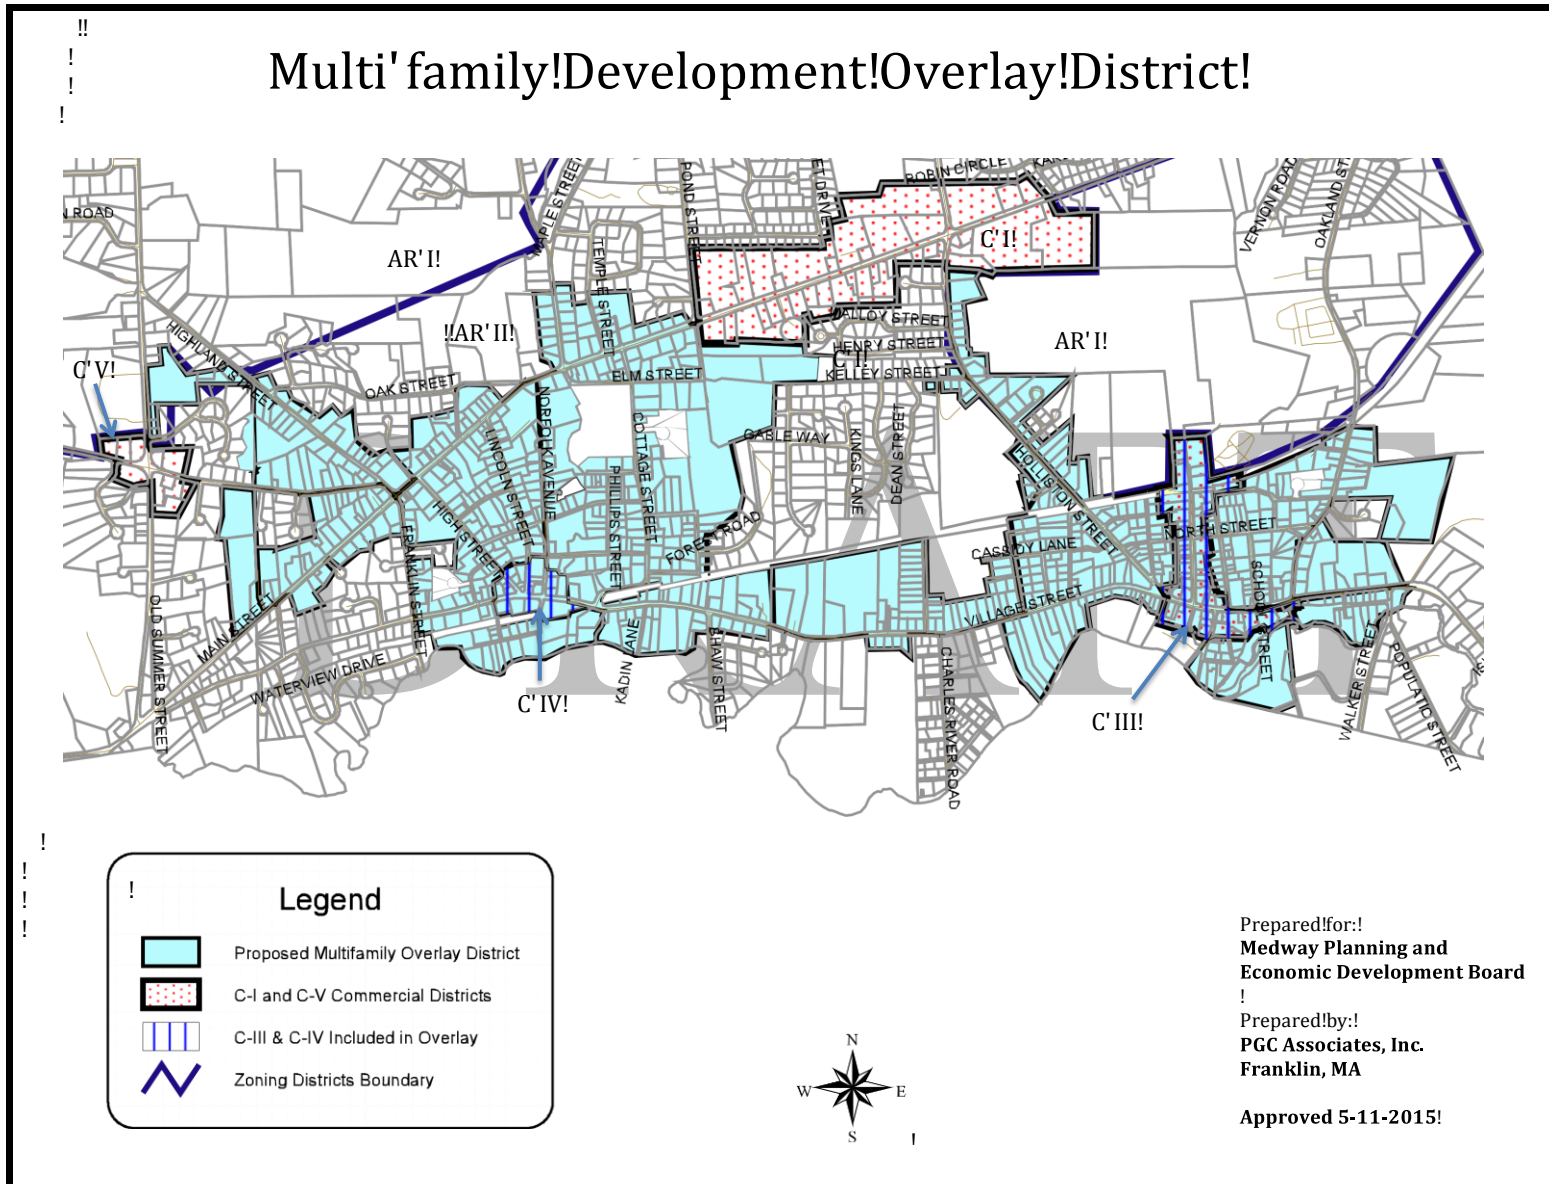 !!
!
!
!
Multi'family!Development!Overlay!District!
ROBIN CIRCLE
MAPLE STREET
POND STREET
ET DRIVE
VERNON ROAD
OAKLAND ST
N ROAD
TEMPLE STREET
C'I!
AR'I!
HIGHLAND STREET
!!AR'II!
ALLOY STREET
HENRY STREET
AR'I!
C'V!
C'I!
OAK STREET
ELM STREET
KELLEY STREET
NORFOLK AVENUE
LINCOLN STREET
COTTAGE STREET
GABLE WAY
KINGS LANE
DEAN STREET
HOLLISTON STREET
PHILLIPS STREET
HIGH STREET
FOREST ROAD
FRANKLIN STREET
CASSIDY LANE
NORTH STREET
SCHOOL STREET
DRAFT
OLD SUMMER STREET
MAIN STREET
VILLAGE STREET
WATERVIEW DRIVE
KADIN LANE
SHAW STREET
CHARLES RIVER ROAD
WALKER STREET
POPULATIC STREET
C'IV!
C'III!
!
!
!
!
!
Legend
Proposed Multifamily Overlay District
C-I and C-V Commercial Districts
C-III & C-IV Included in Overlay
Zoning Districts Boundary
N
W E
S
!
Prepared!for:!
Medway Planning and
Economic Development Board
!
Prepared!by:!
PGC Associates, Inc.
Franklin, MA
Approved 5-11-2015!